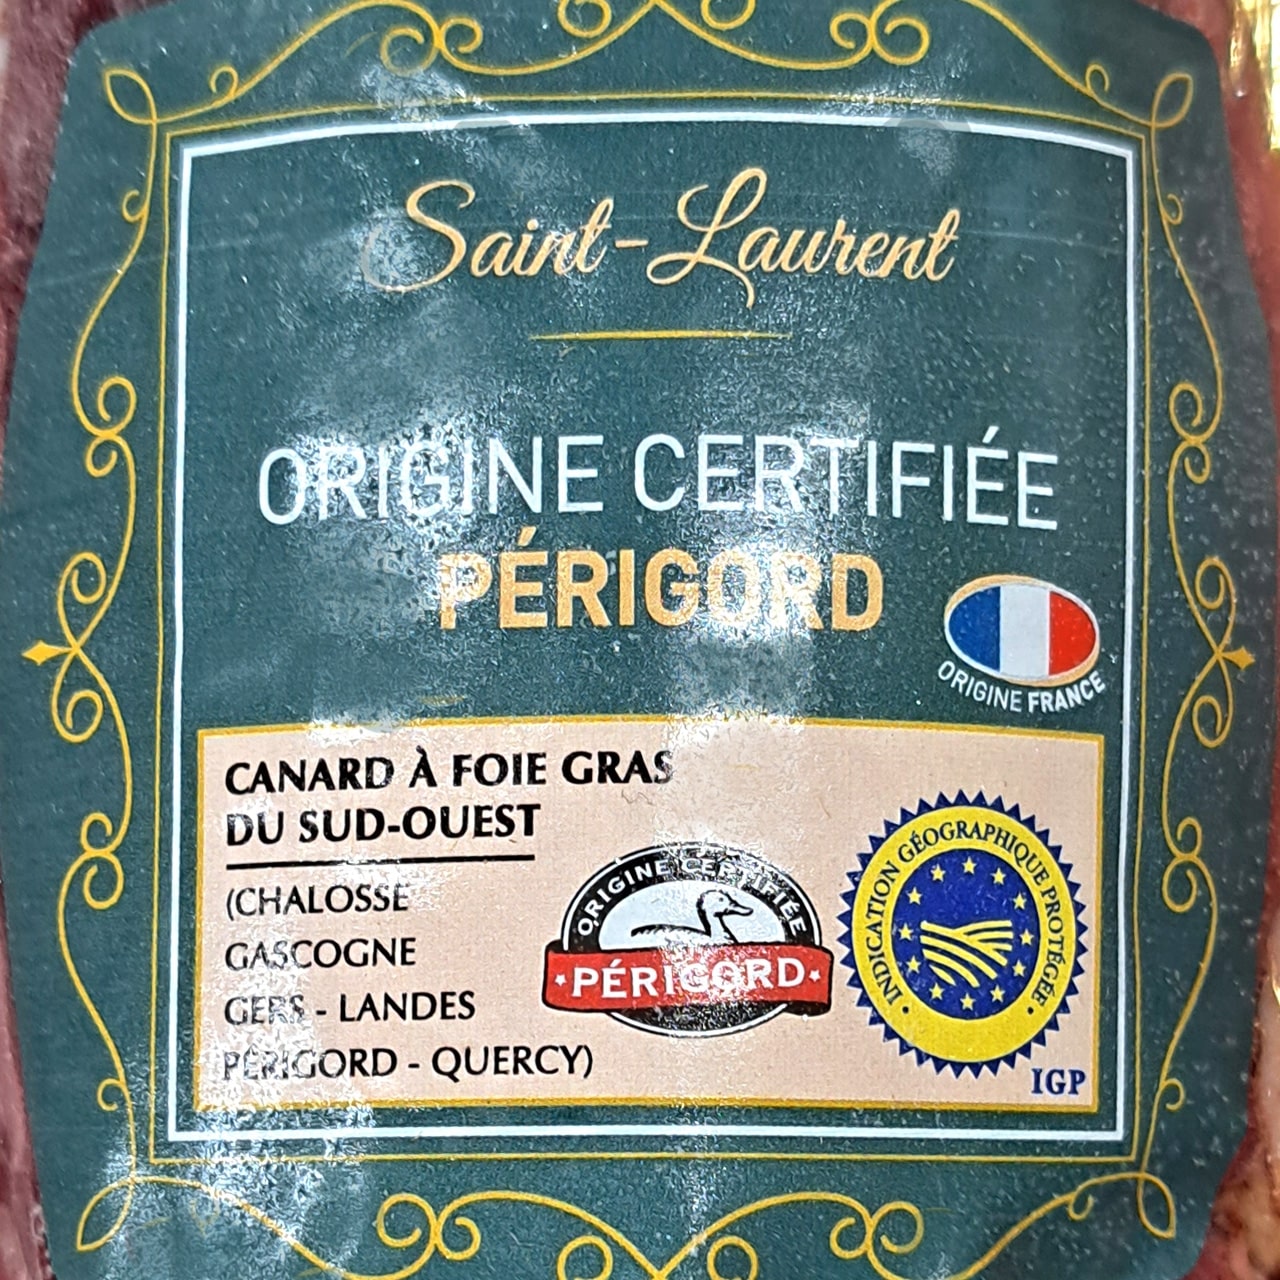 Saint-Laurent
ORIGINE CERTIFIÉE
PÉRIGORD
ORIGINE FRANCE
CANARD À FOIE GRAS
DU SUD-OUEST
(CHALOSSE
GASCOGNE
GERS - LANDES
PÉRIGORD - QUERCY)
ORIGINE CERTIFIÉE
PÉRIGORD
INDICATION GÉOGRAPHIQUE PROTÉGÉE
IGP